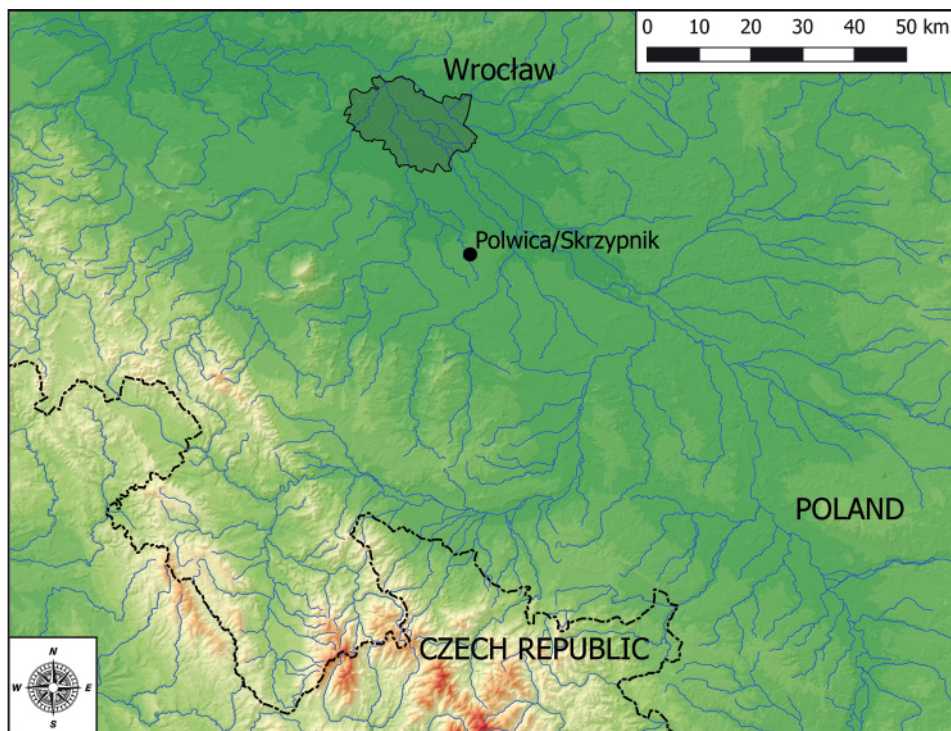 0 10 20 30 40 50 km
Wrocław
Polwica/Skrzypnik
POLAND
CZECH REPUBLIC
N
W E
S